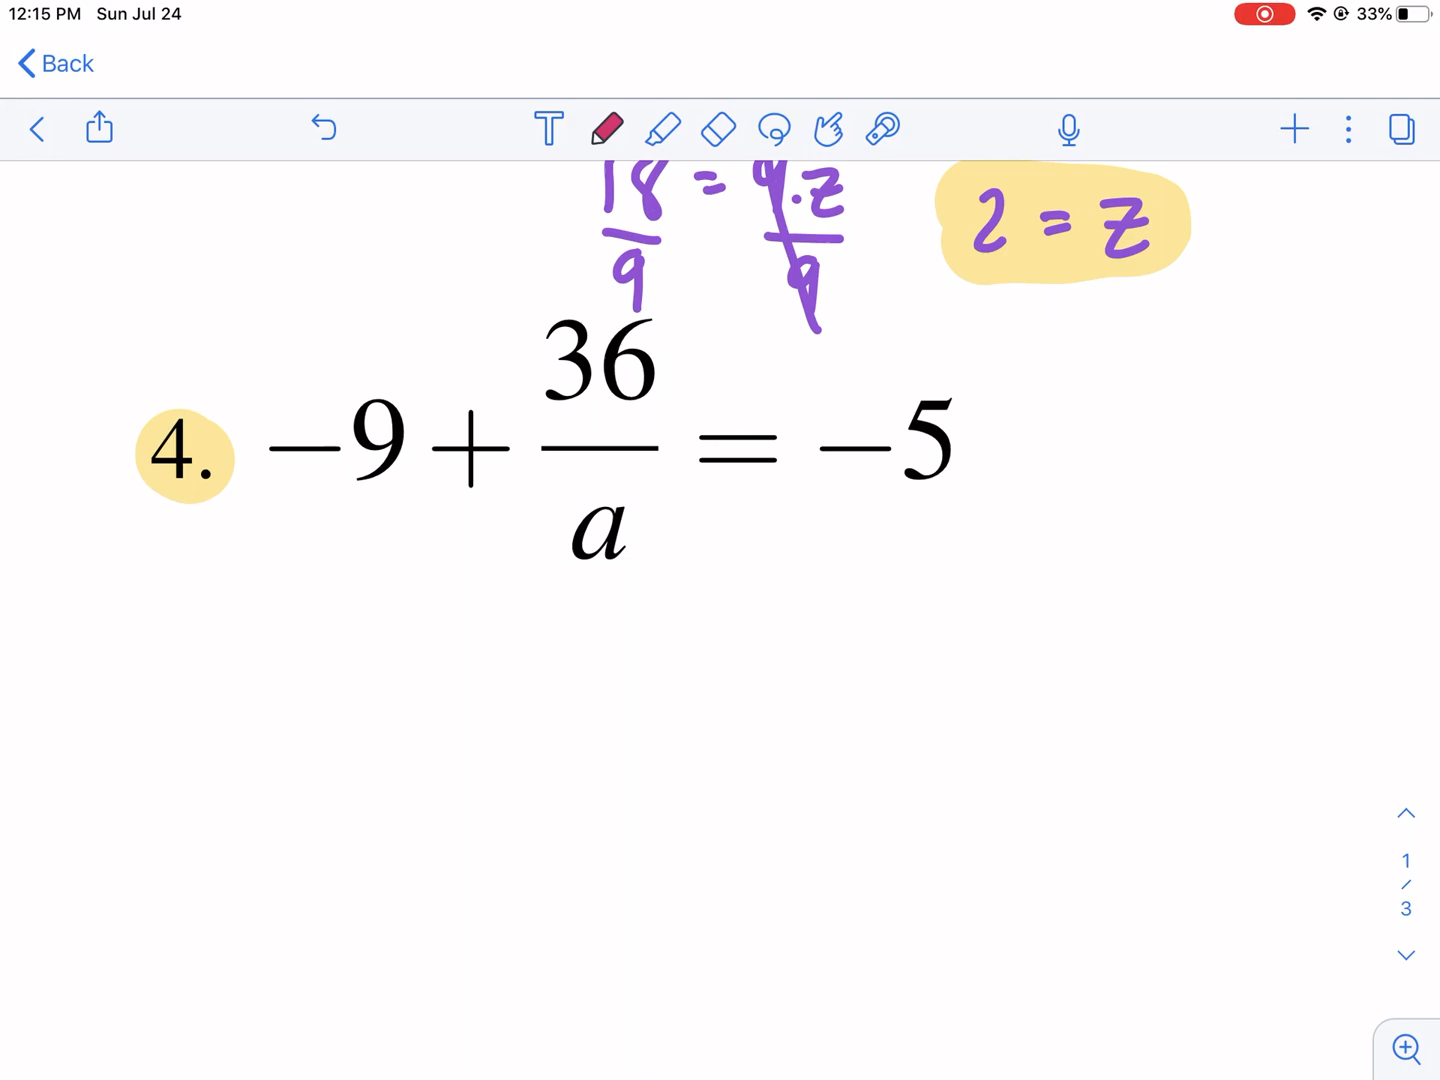 12:15 PM Sun Jul 24 33%
Back
T
18 = 9·z
9 9
2 = z
4. −9 + 36/a = −5
1
/
3